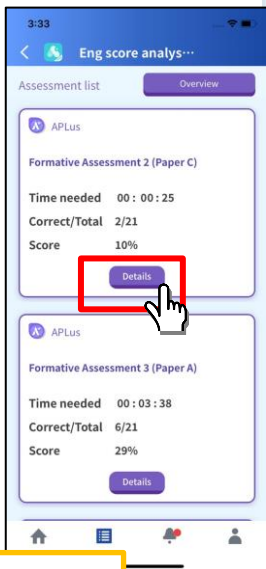 3:33
Eng score analys…
Assessment list
Overview
APLus
Formative Assessment 2 (Paper C)
Time needed 00 : 00 : 25
Correct/Total 2/21
Score 10%
Details
APLus
Formative Assessment 3 (Paper A)
Time needed 00 : 03 : 38
Correct/Total 6/21
Score 29%
Details